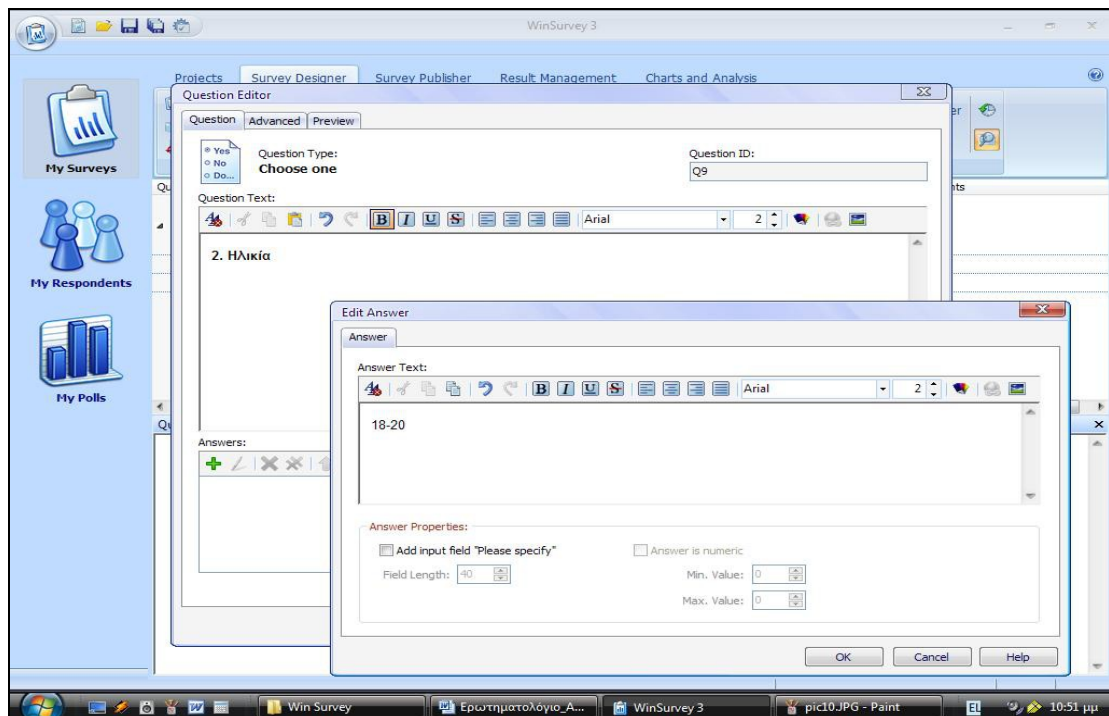 WinSurvey 3
Projects Survey Designer Survey Publisher Result Management Charts and Analysis
My Surveys
My Respondents
My Polls
Question Editor
Question Advanced Preview
Yes
No
Do...
Question Type:
Choose one
Question ID:
Q9
Question Text:
Arial 2
2. Ηλικία
Answers:
Edit Answer
Answer
Answer Text:
Arial 2
18-20
Answer Properties:
Add input field "Please specify"
Answer is numeric
Field Length: 40
Min. Value: 0
Max. Value: 0
OK Cancel Help
Win Survey Ερωτηματολόγιο_Α... WinSurvey 3 pic10.JPG - Paint EL 10:51 μμ